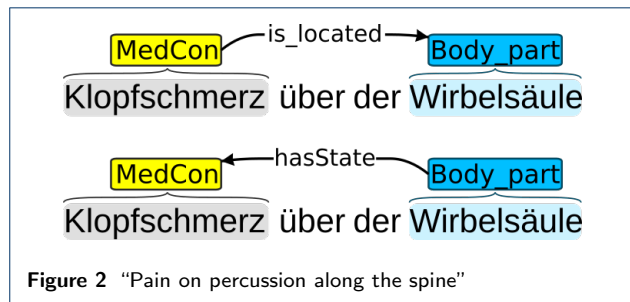 is_located
MedCon Body_part
Klopfschmerz über der Wirbelsäule
hasState
MedCon Body_part
Klopfschmerz über der Wirbelsäule
Figure 2 “Pain on percussion along the spine”